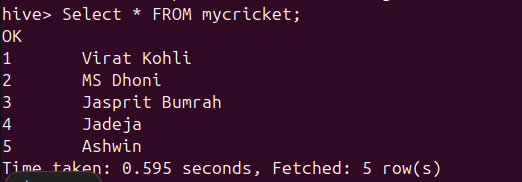 hive> Select * FROM mycricket;
OK
1	Virat Kohli
2	MS Dhoni
3	Jasprit Bumrah
4	Jadeja
5	Ashwin
Time taken: 0.595 seconds, Fetched: 5 row(s)